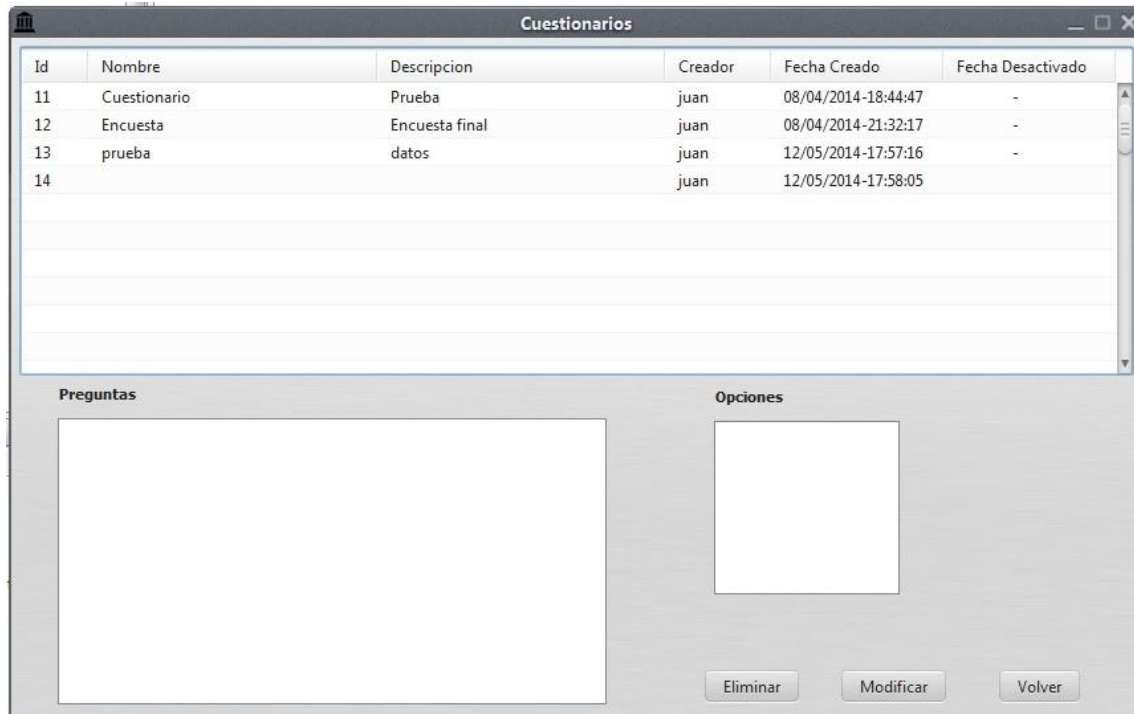 Cuestionarios
Id Nombre Descripcion Creador Fecha Creado Fecha Desactivado
11 Cuestionario Prueba juan 08/04/2014-18:44:47 -
12 Encuesta Encuesta final juan 08/04/2014-21:32:17 -
13 prueba datos juan 12/05/2014-17:57:16 -
14 juan 12/05/2014-17:58:05
Preguntas Opciones
Eliminar Modificar Volver